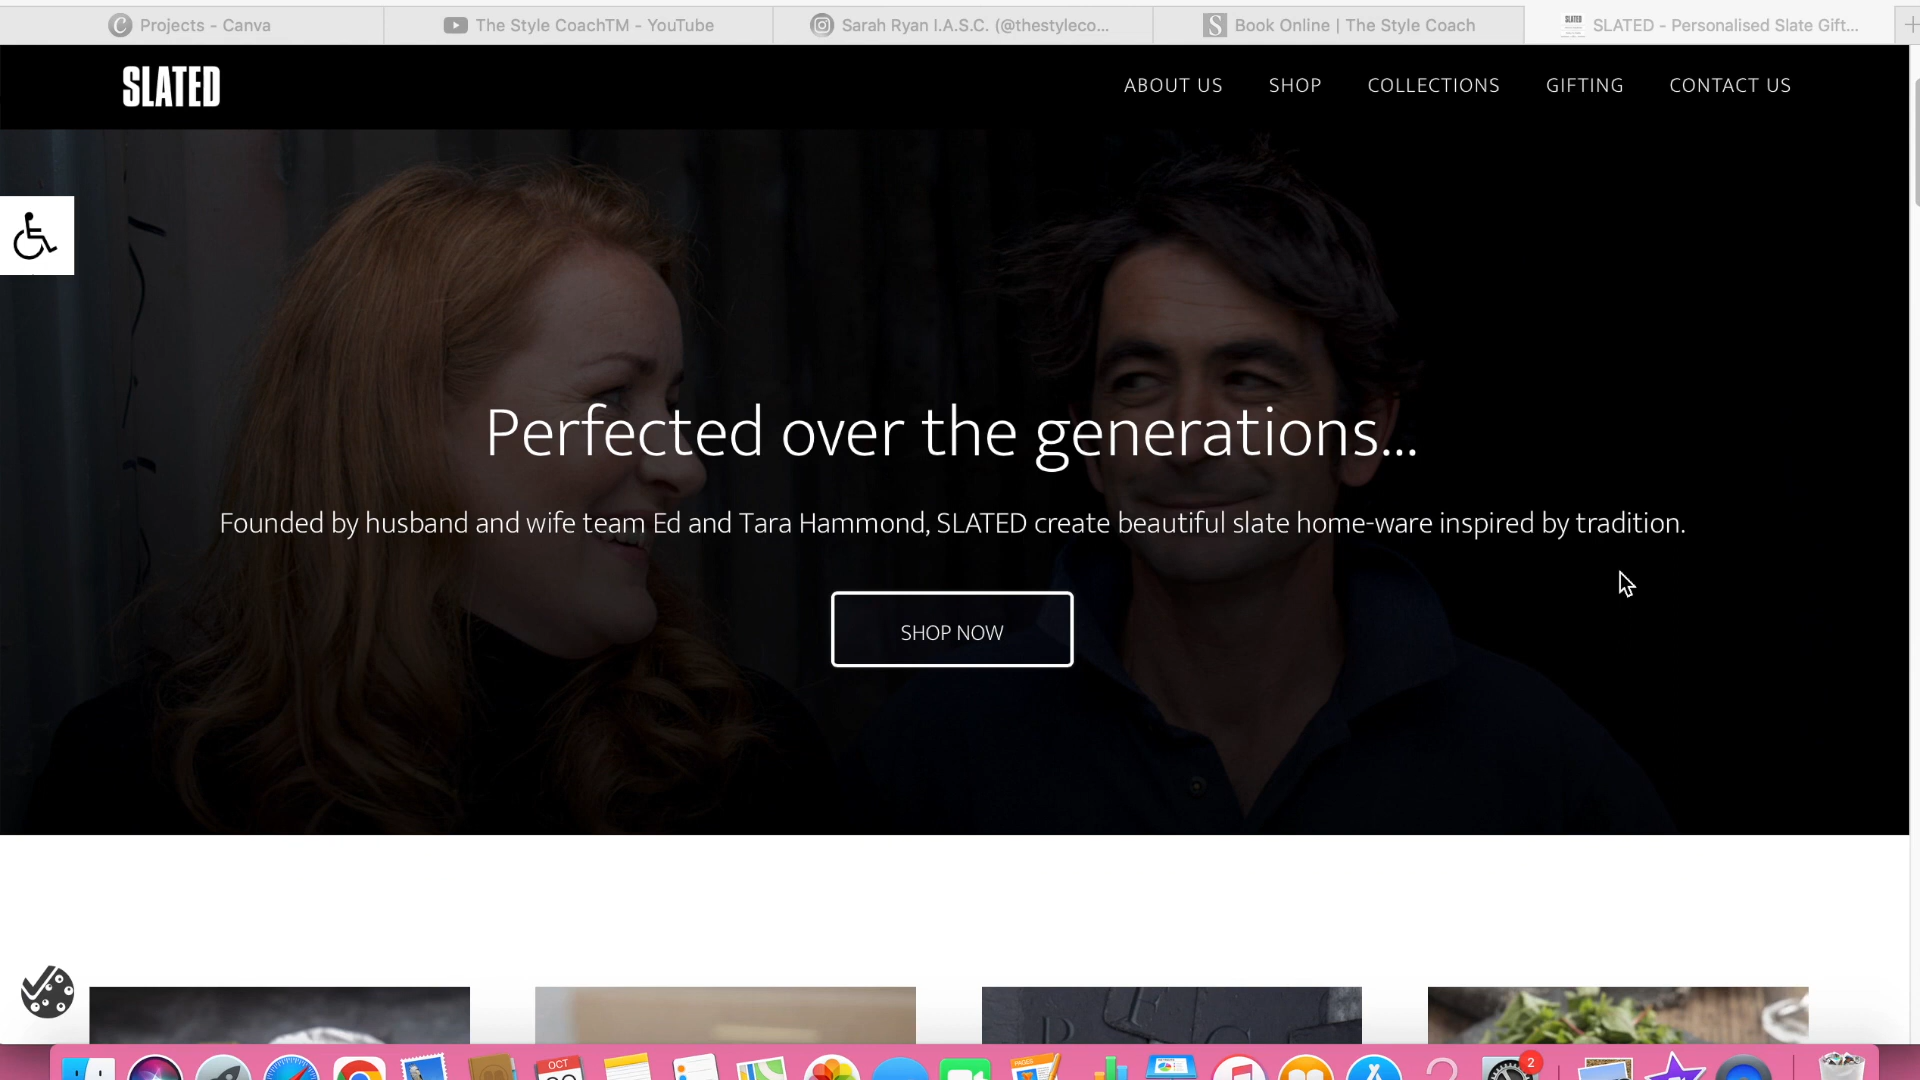 Projects - Canva
The Style CoachTM - YouTube
Sarah Ryan I.A.S.C. (@thestyleco...
Book Online | The Style Coach
SLATED - Personalised Slate Gift...
SLATED
ABOUT US
SHOP
COLLECTIONS
GIFTING
CONTACT US
Perfected over the generations...
Founded by husband and wife team Ed and Tara Hammond, SLATED create beautiful slate home-ware inspired by tradition.
SHOP NOW
OCT
PAGES
2